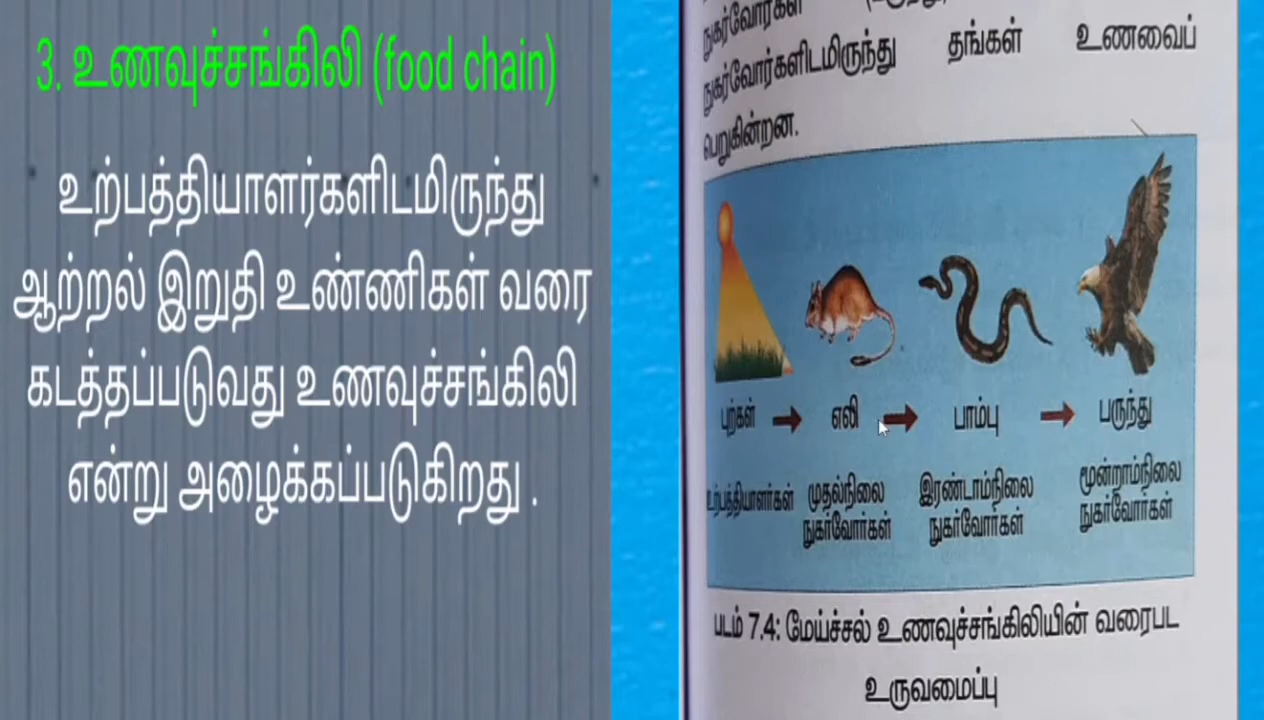 3. உணவுச்சங்கிலி (food chain)
உற்பத்தியாளர்களிடமிருந்து
ஆற்றல் இறுதி உண்ணிகள் வரை
கடத்தப்படுவது உணவுச்சங்கிலி
என்று அழைக்கப்படுகிறது .
நுகர்வோர்கள்
நுகர்வோர்களிடமிருந்து தங்கள் உணவைப்
பெறுகின்றன.
புற்கள் எலி பாம்பு பருந்து
உற்பத்தியாளர்கள் முதல்நிலை இரண்டாம்நிலை மூன்றாம்நிலை
நுகர்வோர்கள் நுகர்வோர்கள் நுகர்வோர்கள்
படம் 7.4: மேய்ச்சல் உணவுச்சங்கிலியின் வரைபட
உருவமைப்பு